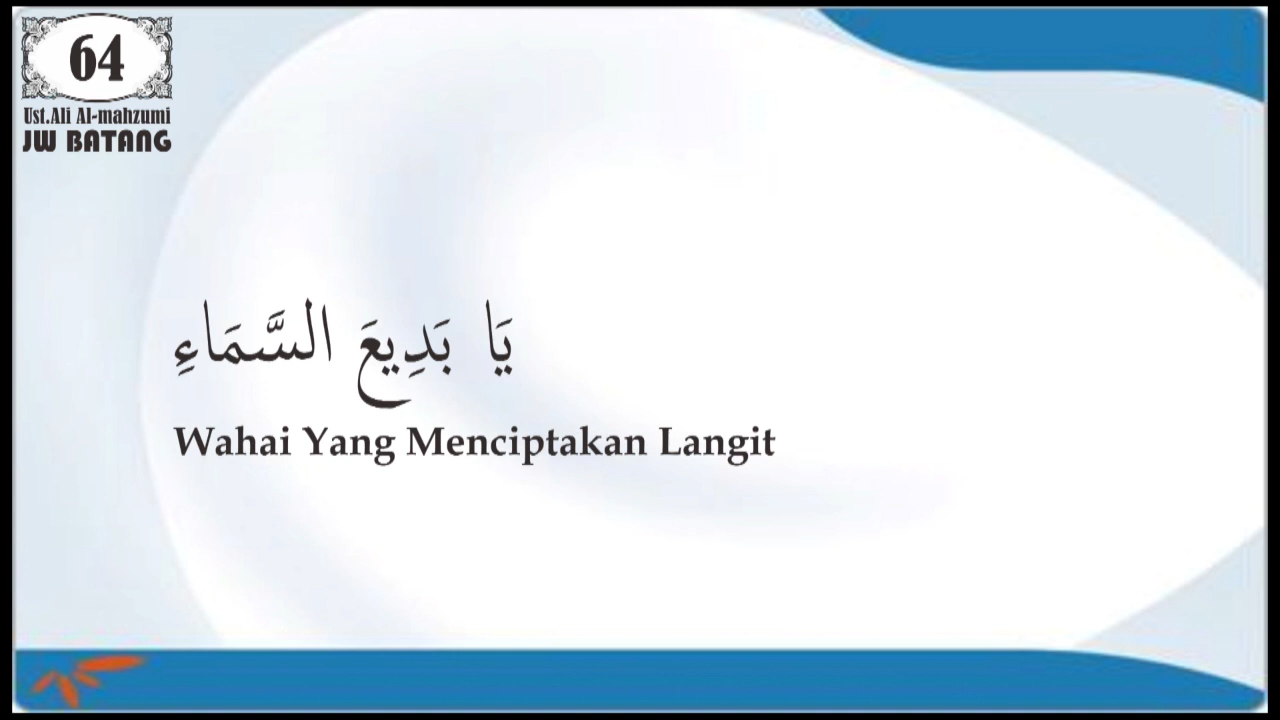 64
Ust.Ali Al-mahzumi
JW BATANG
يَا بَدِيعَ السَّمَاءِ
Wahai Yang Menciptakan Langit